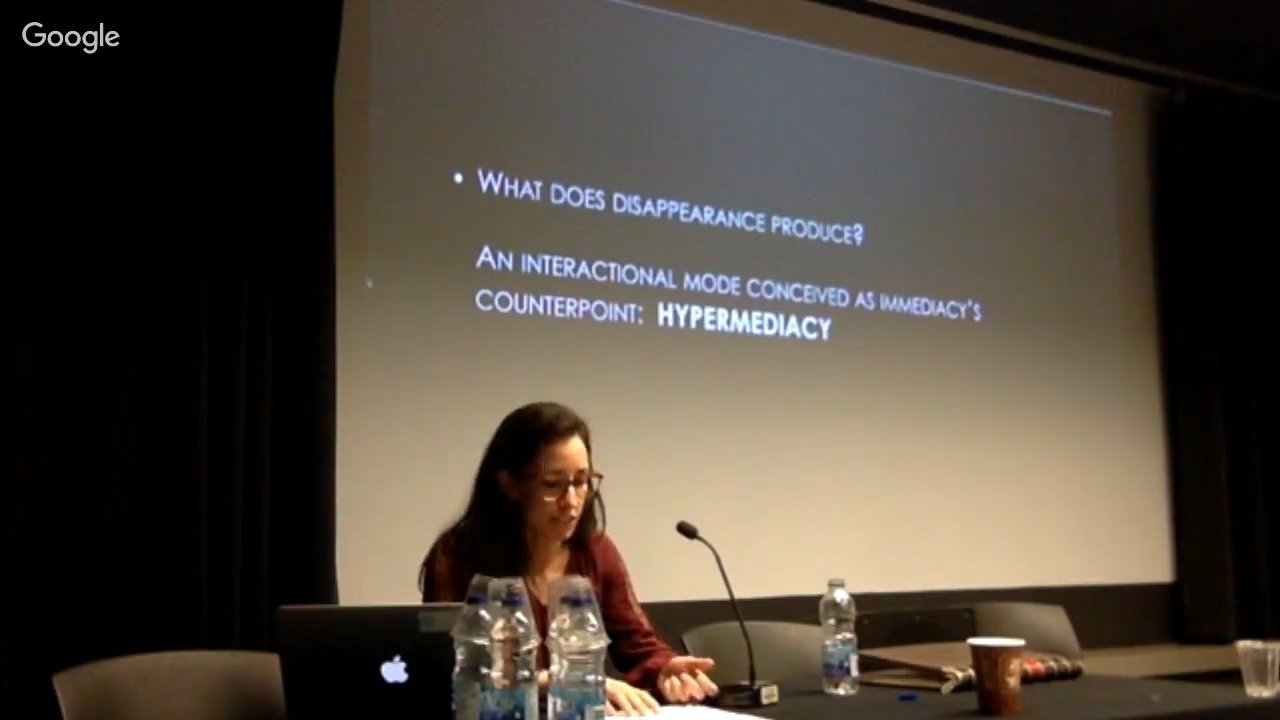 Google
• WHAT DOES DISAPPEARANCE PRODUCE?
AN INTERACTIONAL MODE CONCEIVED AS IMMEDIACY'S
COUNTERPOINT: HYPERMEDIACY